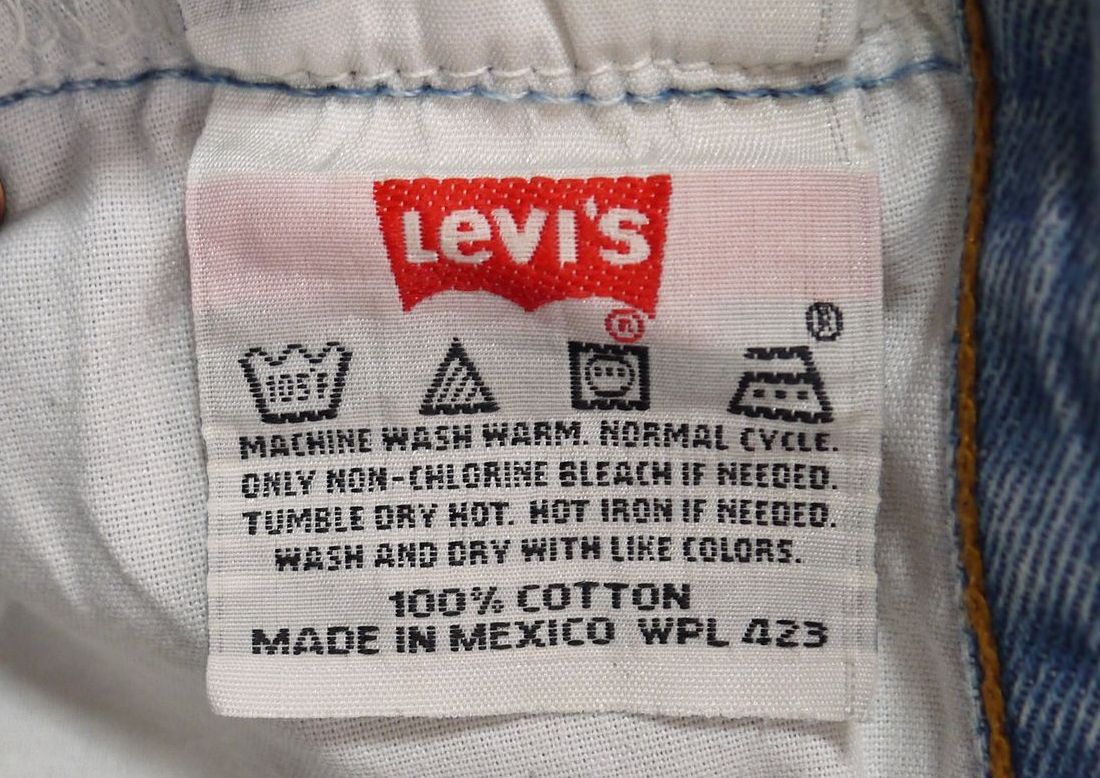 LEVI'S
®
®
105F
MACHINE WASH WARM. NORMAL CYCLE.
ONLY NON-CHLORINE BLEACH IF NEEDED.
TUMBLE DRY HOT. HOT IRON IF NEEDED.
WASH AND DRY WITH LIKE COLORS.
100% COTTON
MADE IN MEXICO WPL 423